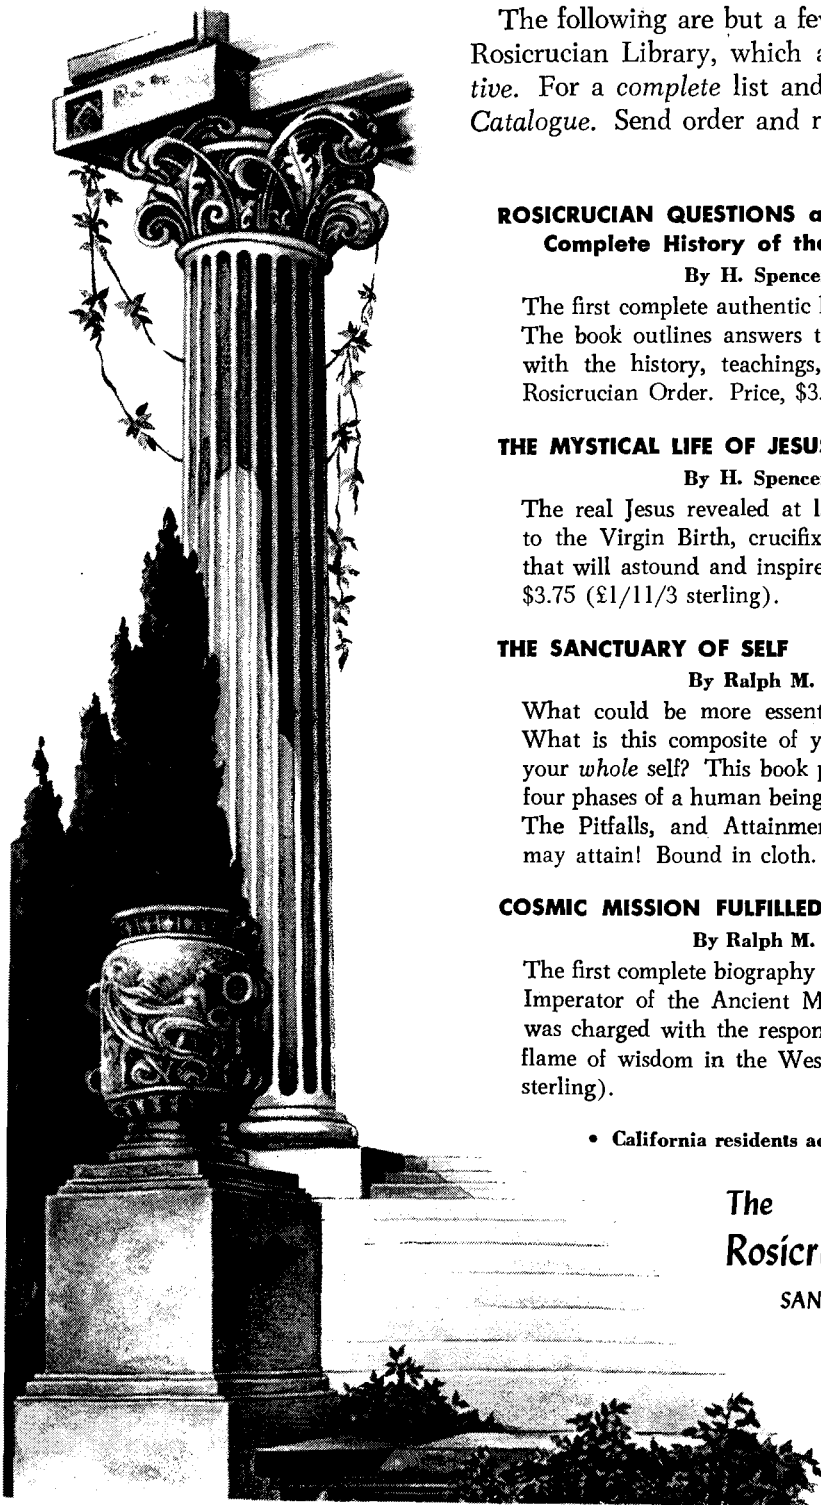 The following are but a fe
Rosicrucian Library, which a
tive. For a complete list and
Catalogue. Send order and r
ROSICRUCIAN QUESTIONS a
Complete History of the
By H. Spence
The first complete authentic
The book outlines answers t
with the history, teachings,
Rosicrucian Order. Price, $3.
THE MYSTICAL LIFE OF JESUS
By H. Spence
The real Jesus revealed at l
to the Virgin Birth, crucifix
that will astound and inspire
$3.75 (£1/11/3 sterling).
THE SANCTUARY OF SELF
By Ralph M.
What could be more essent
What is this composite of y
your whole self? This book p
four phases of a human being
The Pitfalls, and Attainme
may attain! Bound in cloth.
COSMIC MISSION FULFILLED
By Ralph M.
The first complete biography
Imperator of the Ancient M
was charged with the respon
flame of wisdom in the Wes
sterling).
• California residents a
The
Rosicr
SAN